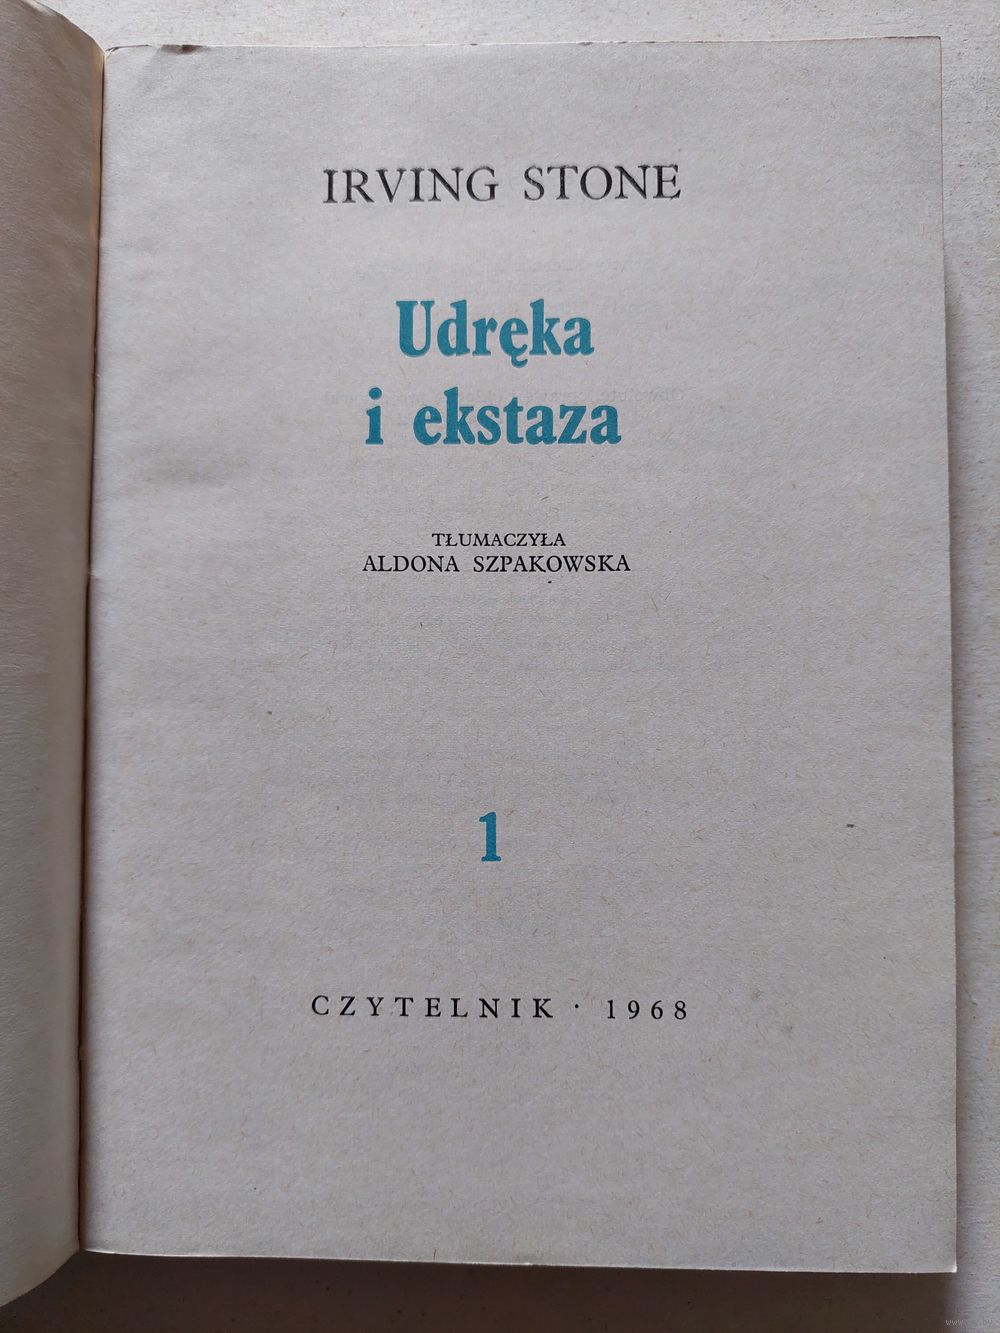 IRVING STONE
Udręka
i ekstaza
TŁUMACZYŁA
ALDONA SZPAKOWSKA
1
CZYTELNIK · 1968